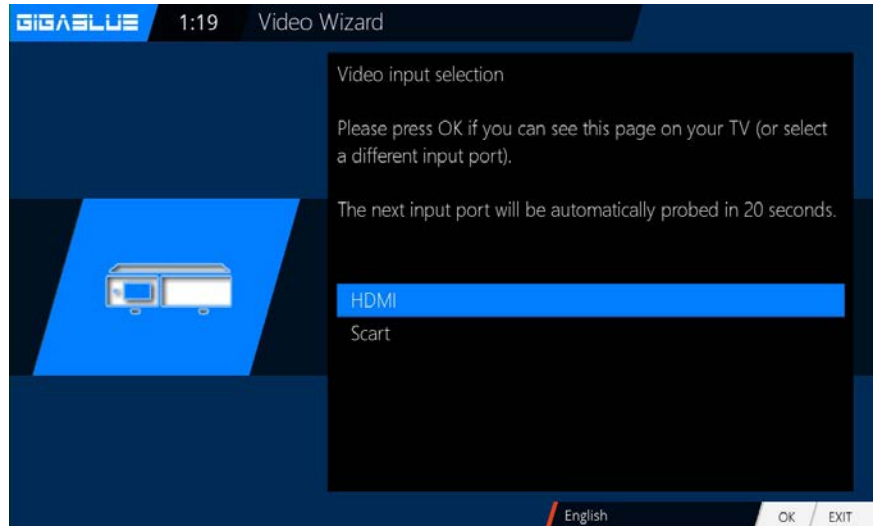 GIGABLUE 1:19 Video Wizard
Video input selection
Please press OK if you can see this page on your TV (or select
a different input port).
The next input port will be automatically probed in 20 seconds.
HDMI
Scart
English OK EXIT